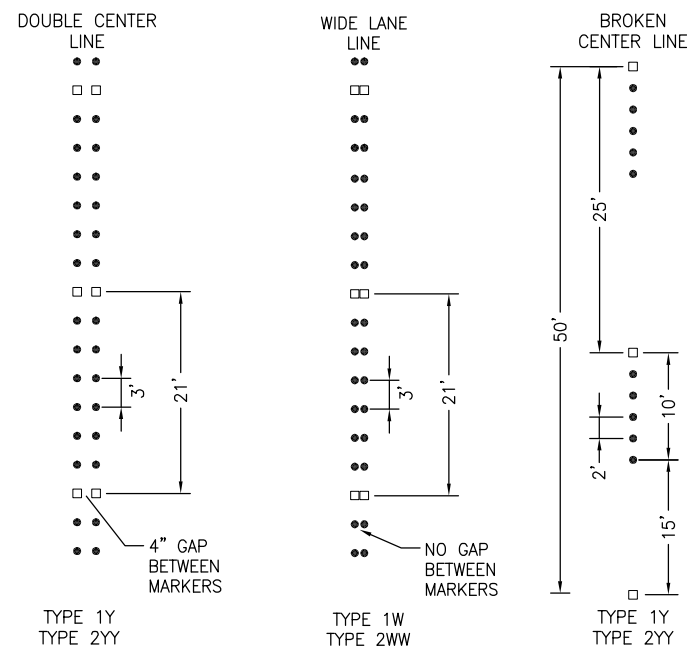 DOUBLE CENTER
LINE
3'
21'
4" GAP
BETWEEN
MARKERS
TYPE 1Y
TYPE 2YY
WIDE LANE
LINE
3'
21'
NO GAP
BETWEEN
MARKERS
TYPE 1W
TYPE 2WW
BROKEN
CENTER LINE
25'
50'
10'
2'
15'
TYPE 1Y
TYPE 2YY